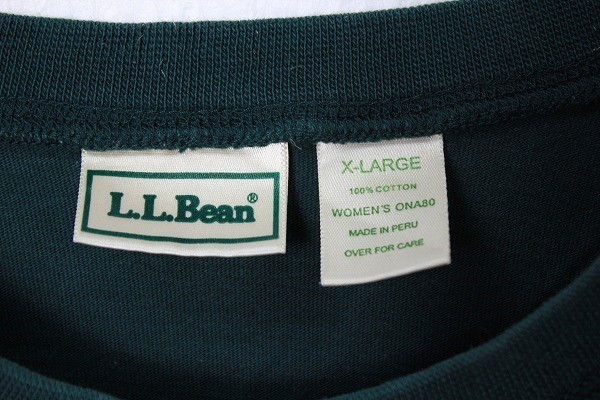 L.L.Bean®
X-LARGE
100% COTTON
WOMEN'S ONA80
MADE IN PERU
OVER FOR CARE